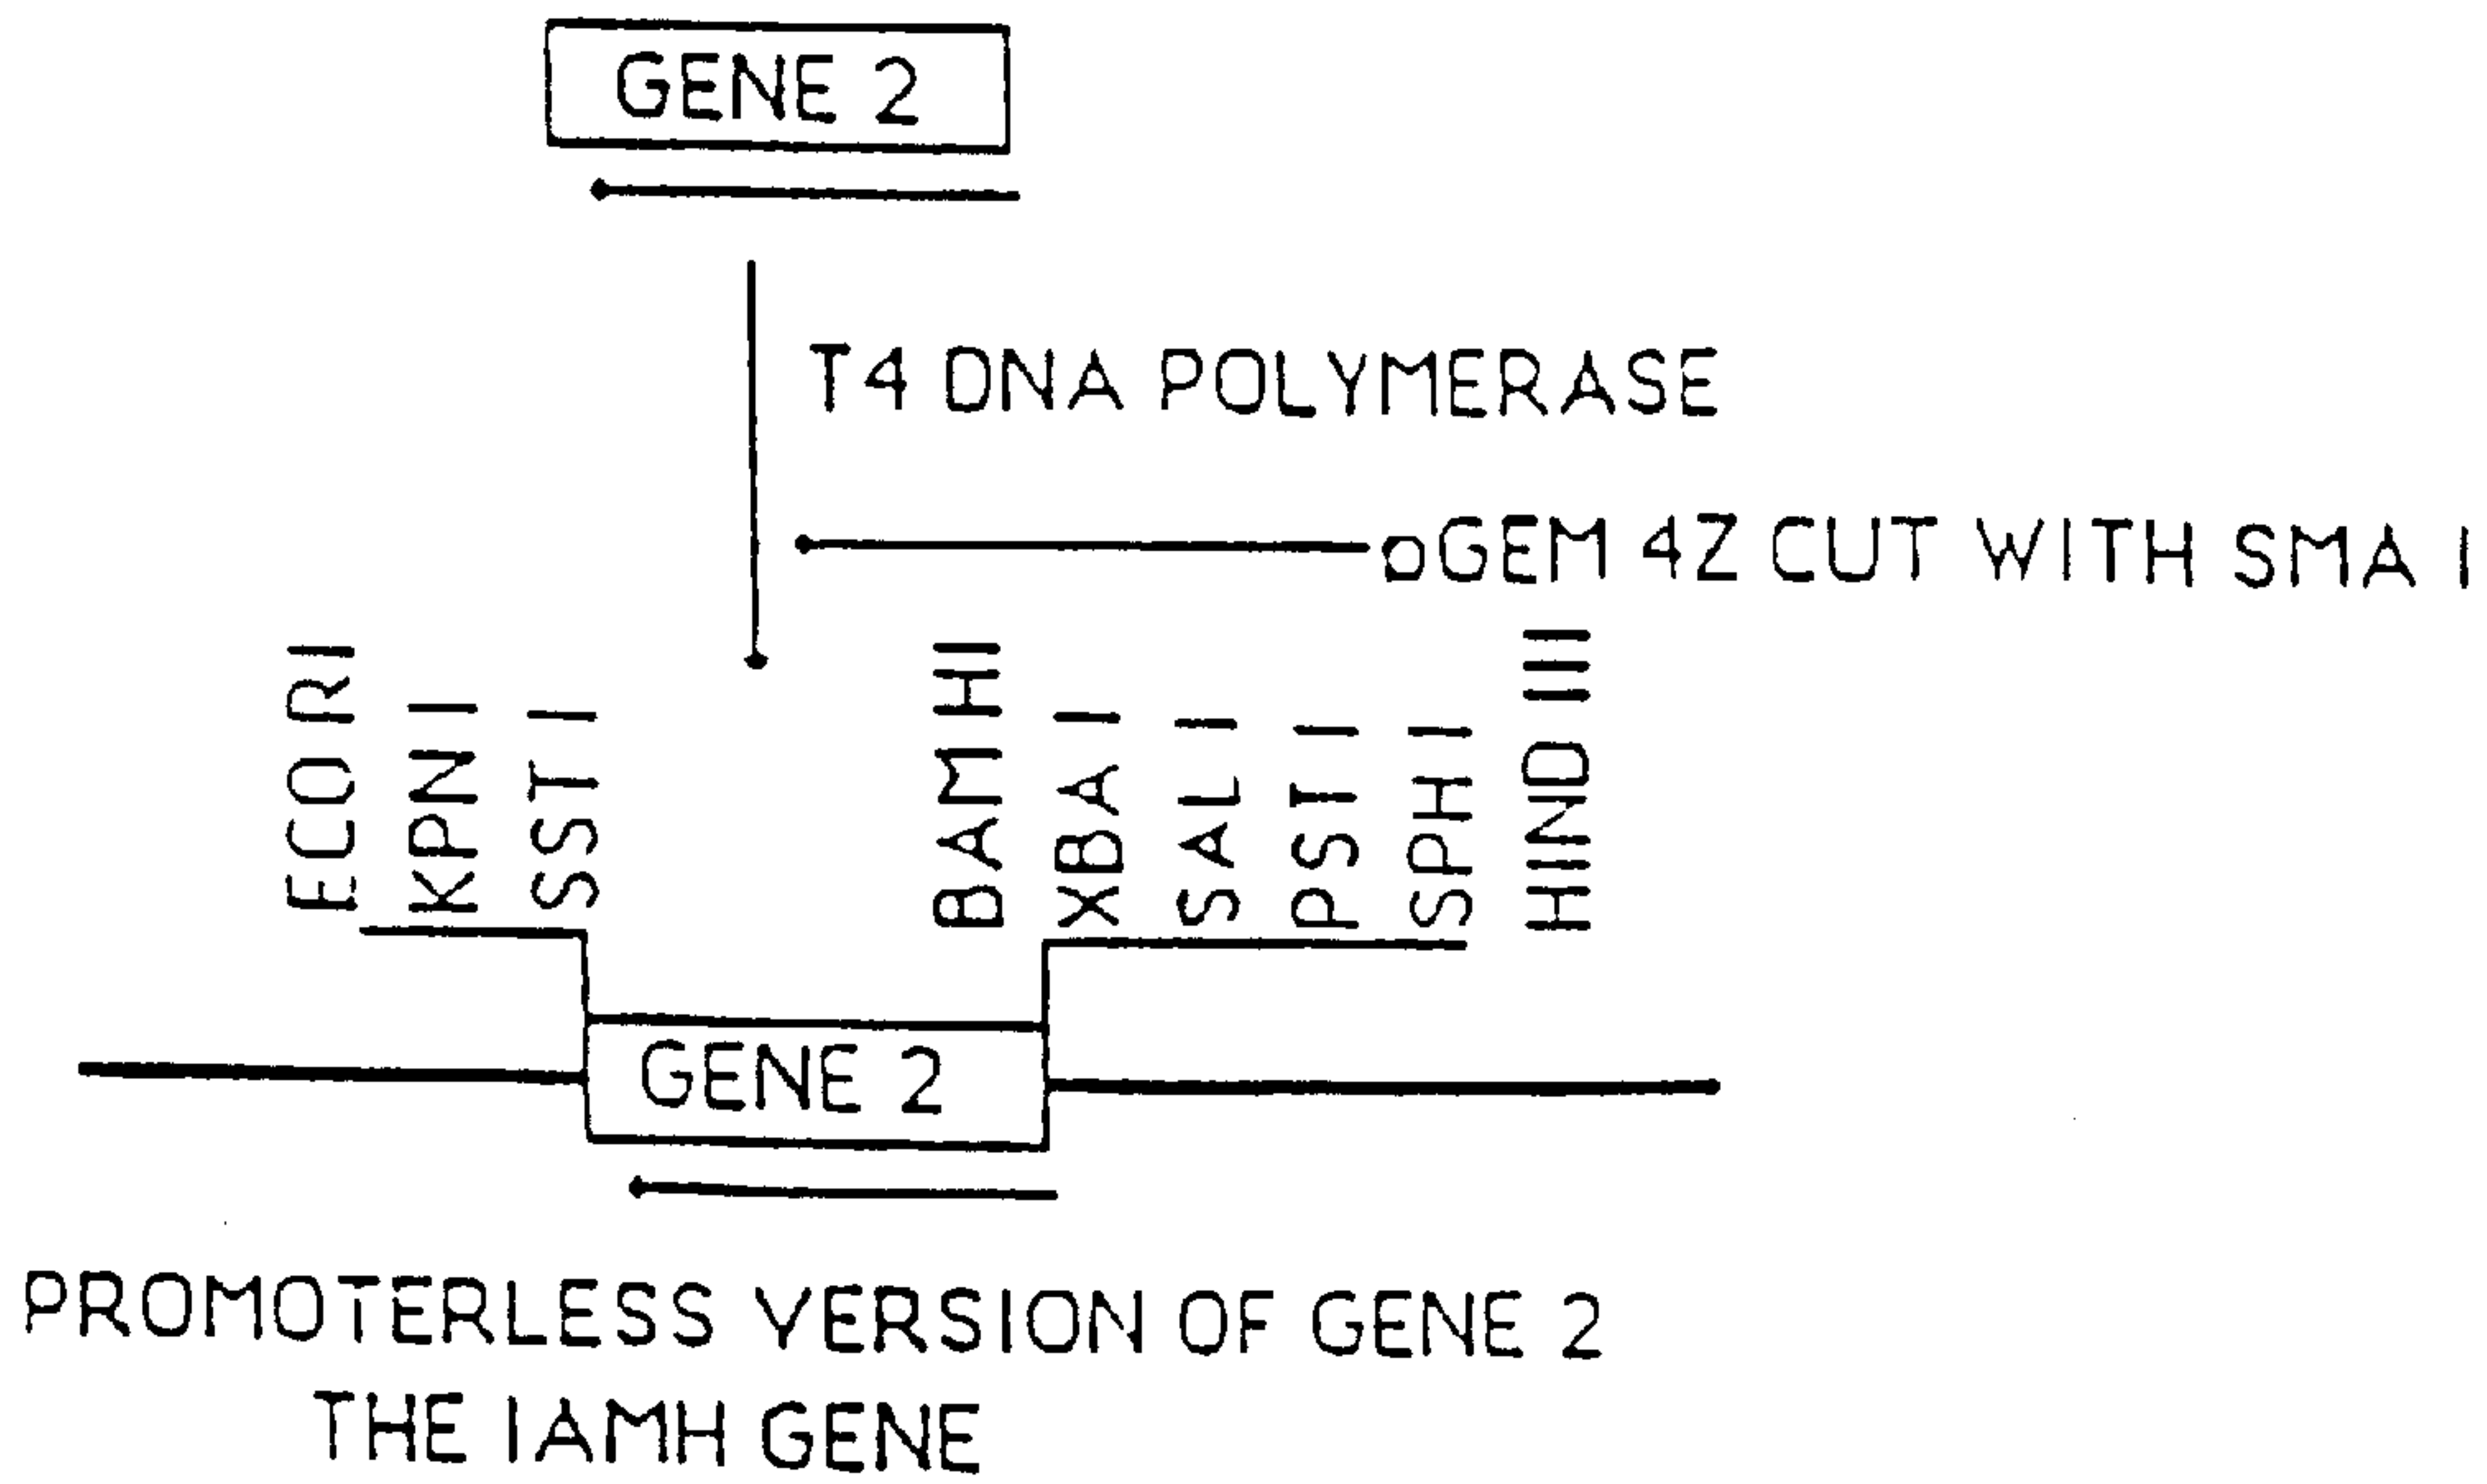 GENE 2
T4 DNA POLYMERASE
pGEM 4Z CUT WITH SMA I
ECO RI
KPN I
SST I
BAM HI
XBA I
SAL I
PST I
SPH I
HIND III
GENE 2
PROMOTERLESS VERSION OF GENE 2
THE IAMH GENE